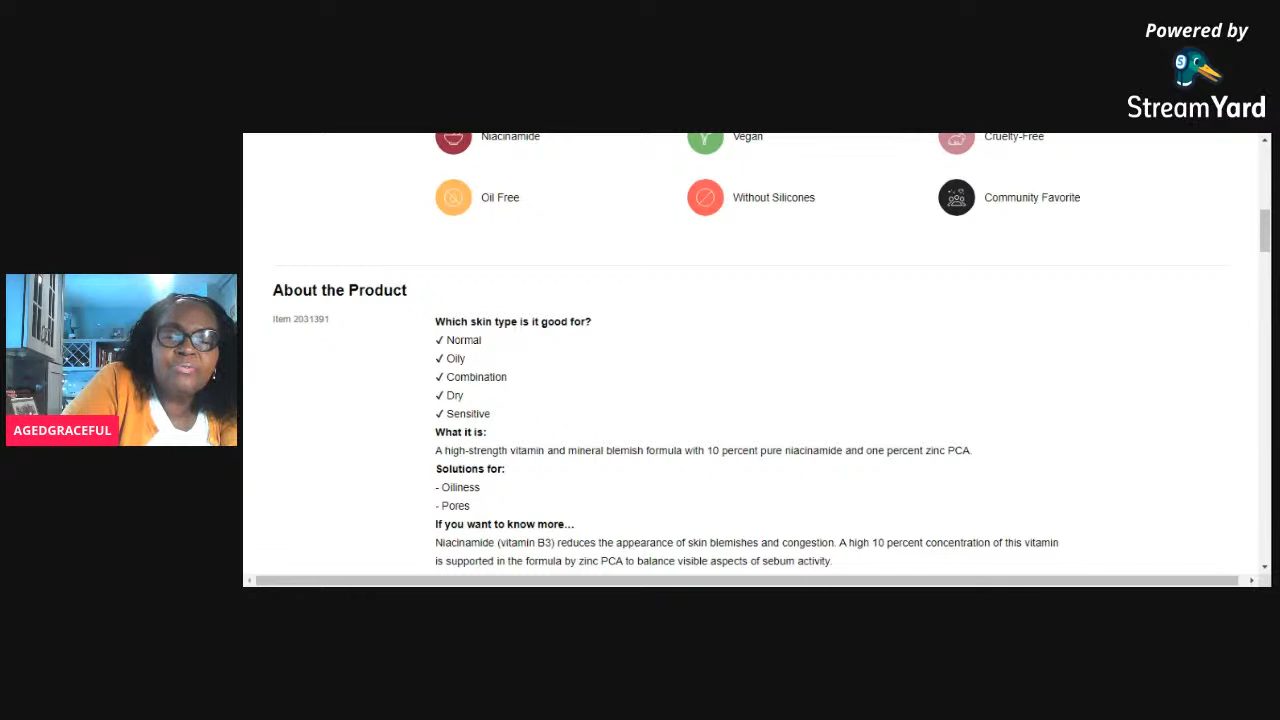 Powered by
StreamYard
Niacinamide
Vegan
Cruelty-Free
Oil Free
Without Silicones
Community Favorite
About the Product
Item 2031391
Which skin type is it good for?
✓ Normal
✓ Oily
✓ Combination
✓ Dry
✓ Sensitive
What it is:
A high-strength vitamin and mineral blemish formula with 10 percent pure niacinamide and one percent zinc PCA.
Solutions for:
- Oiliness
- Pores
If you want to know more…
Niacinamide (vitamin B3) reduces the appearance of skin blemishes and congestion. A high 10 percent concentration of this vitamin
is supported in the formula by zinc PCA to balance visible aspects of sebum activity.
AGEDGRACEFUL